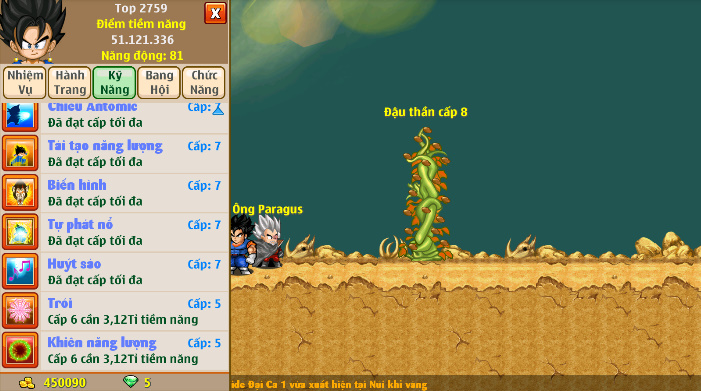 Top 2759
X
Điểm tiềm năng
51.121.336
Năng động: 81
Nhiệm Vụ
Hành Trang
Kỹ Năng
Bang Hội
Chức Năng
Chiêu Antomic Cấp: 7
Đã đạt cấp tối đa
Tái tạo năng lượng Cấp: 7
Đã đạt cấp tối đa
Biến hình Cấp: 7
Đã đạt cấp tối đa
Tự phát nổ Cấp: 7
Đã đạt cấp tối đa
Huýt sáo Cấp: 7
Đã đạt cấp tối đa
Trói Cấp: 5
Cấp 6 cần 3,12Tỉ tiềm năng
Khiên năng lượng Cấp: 5
Cấp 6 cần 3,12Tỉ tiềm năng
450090 5
Đậu thần cấp 8
Ông Paragus
Đại Ca 1 vừa xuất hiện tại Núi khỉ vàng